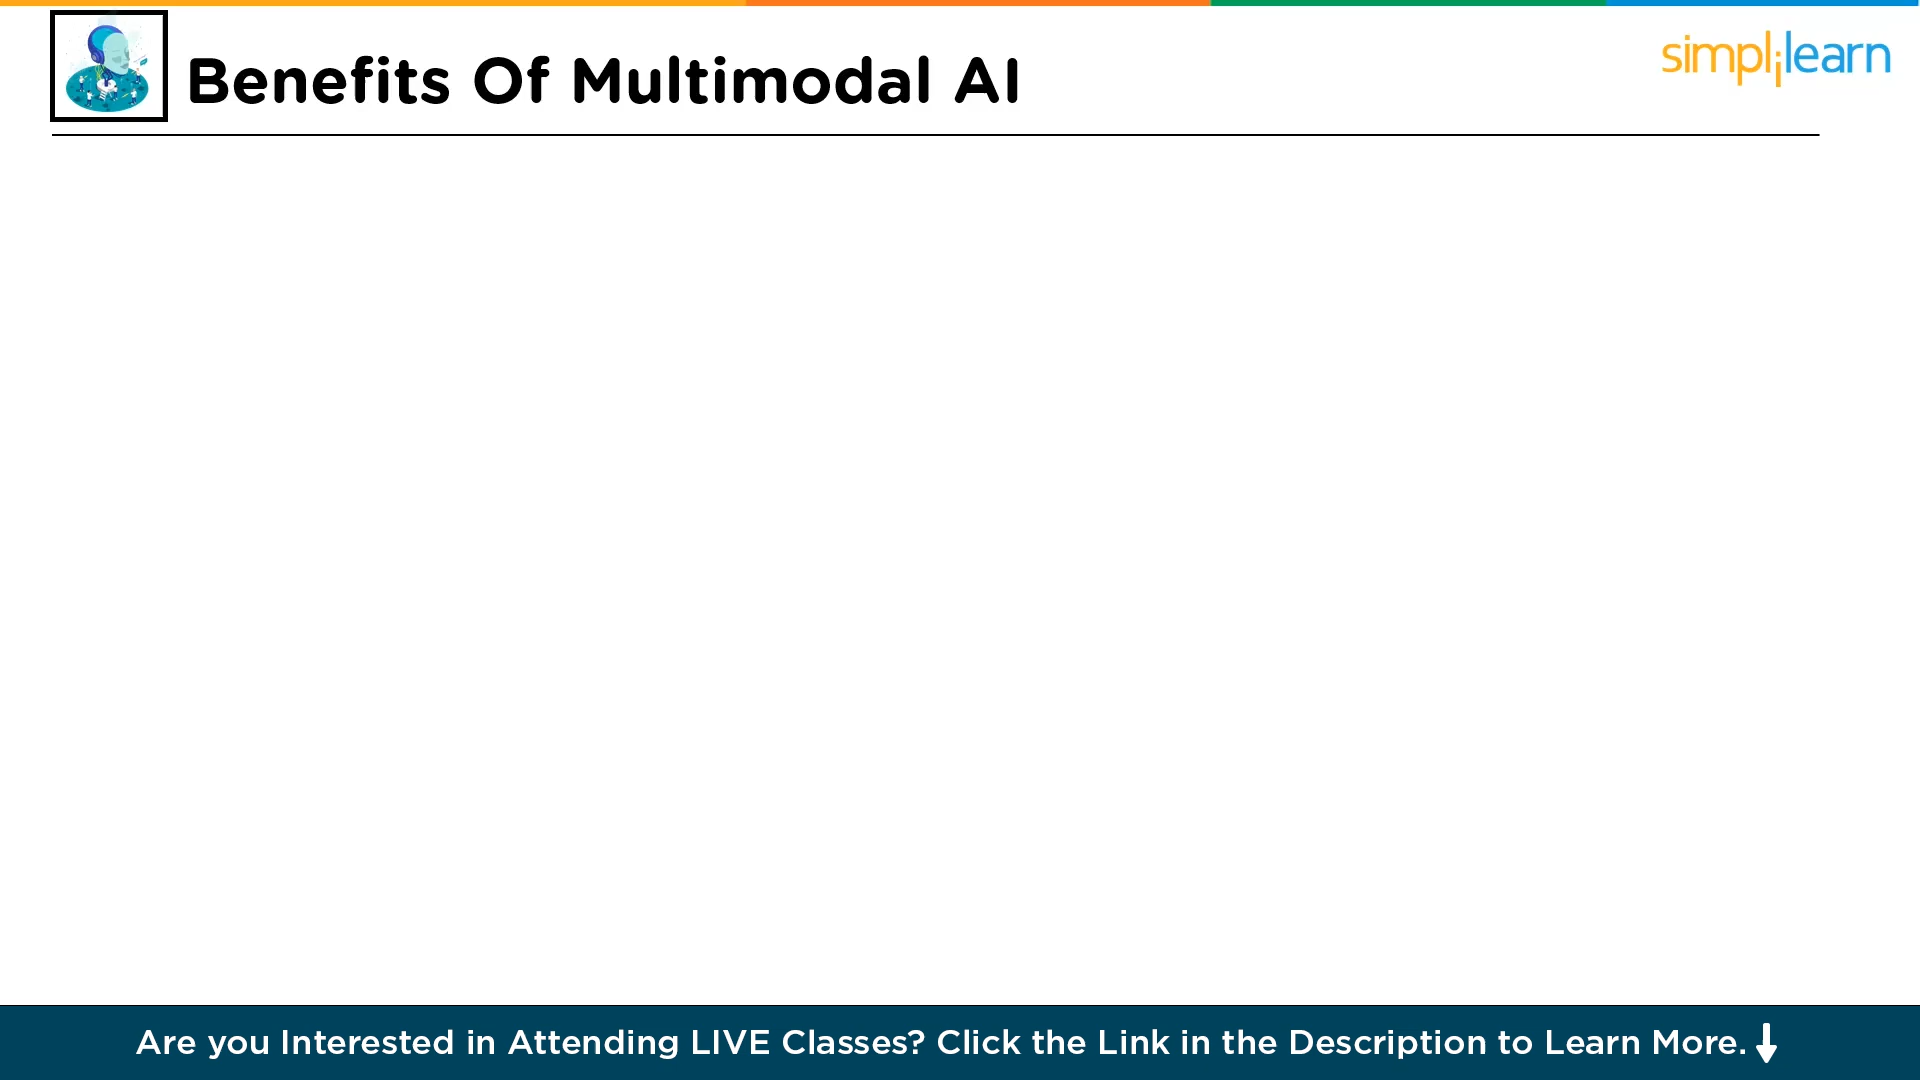 Benefits Of Multimodal AI
simplilearn
Are you Interested in Attending LIVE Classes? Click the Link in the Description to Learn More.